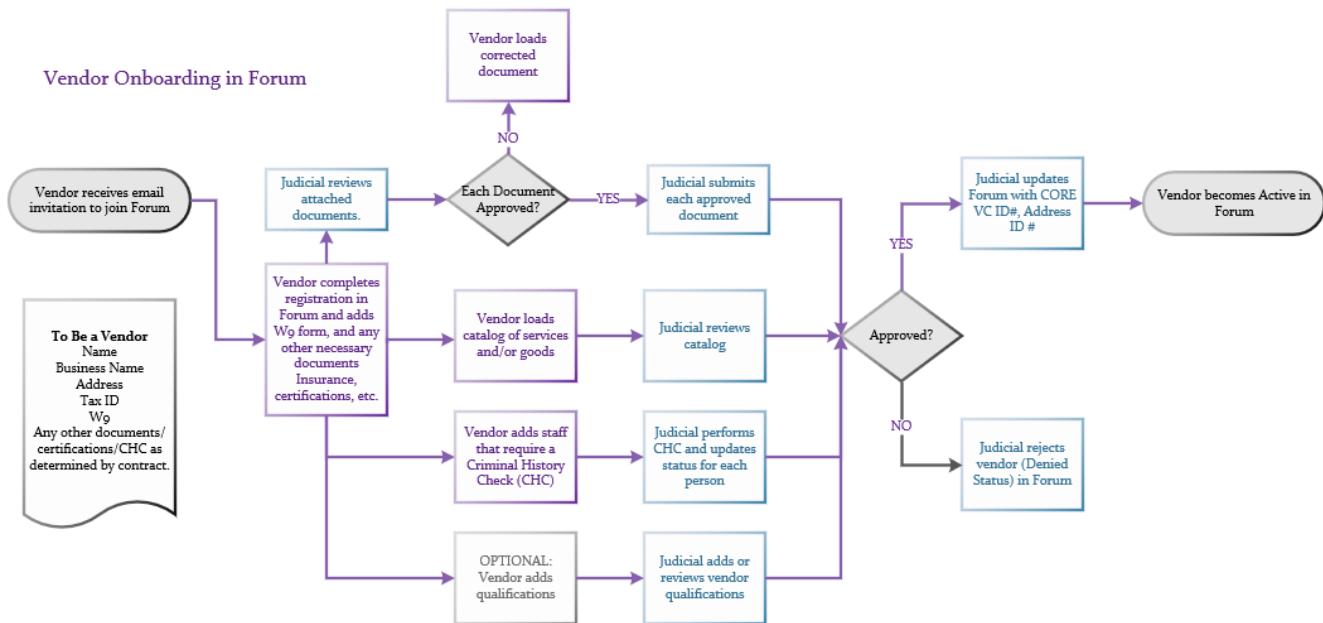 Vendor Onboarding in Forum
Vendor loads
corrected
document
NO
Vendor receives email
invitation to join Forum
Judicial reviews
attached
documents.
Each Document
Approved?
YES
Judicial submits
each approved
document
Judicial updates
Forum with CORE
VC ID#, Address
ID #
Vendor becomes Active in
Forum
YES
To Be a Vendor
Name
Business Name
Address
Tax ID
W9
Any other documents/
certifications/CHC as
determined by contract.
Vendor completes
registration in
Forum and adds
W9 form, and any
other necessary
documents
Insurance,
certifications, etc.
Vendor loads
catalog of services
and/or goods
Judicial reviews
catalog
Approved?
NO
Vendor adds staff
that require a
Criminal History
Check (CHC)
Judicial performs
CHC and updates
status for each
person
Judicial rejects
vendor (Denied
Status) in Forum
OPTIONAL:
Vendor adds
qualifications
Judicial adds or
reviews vendor
qualifications